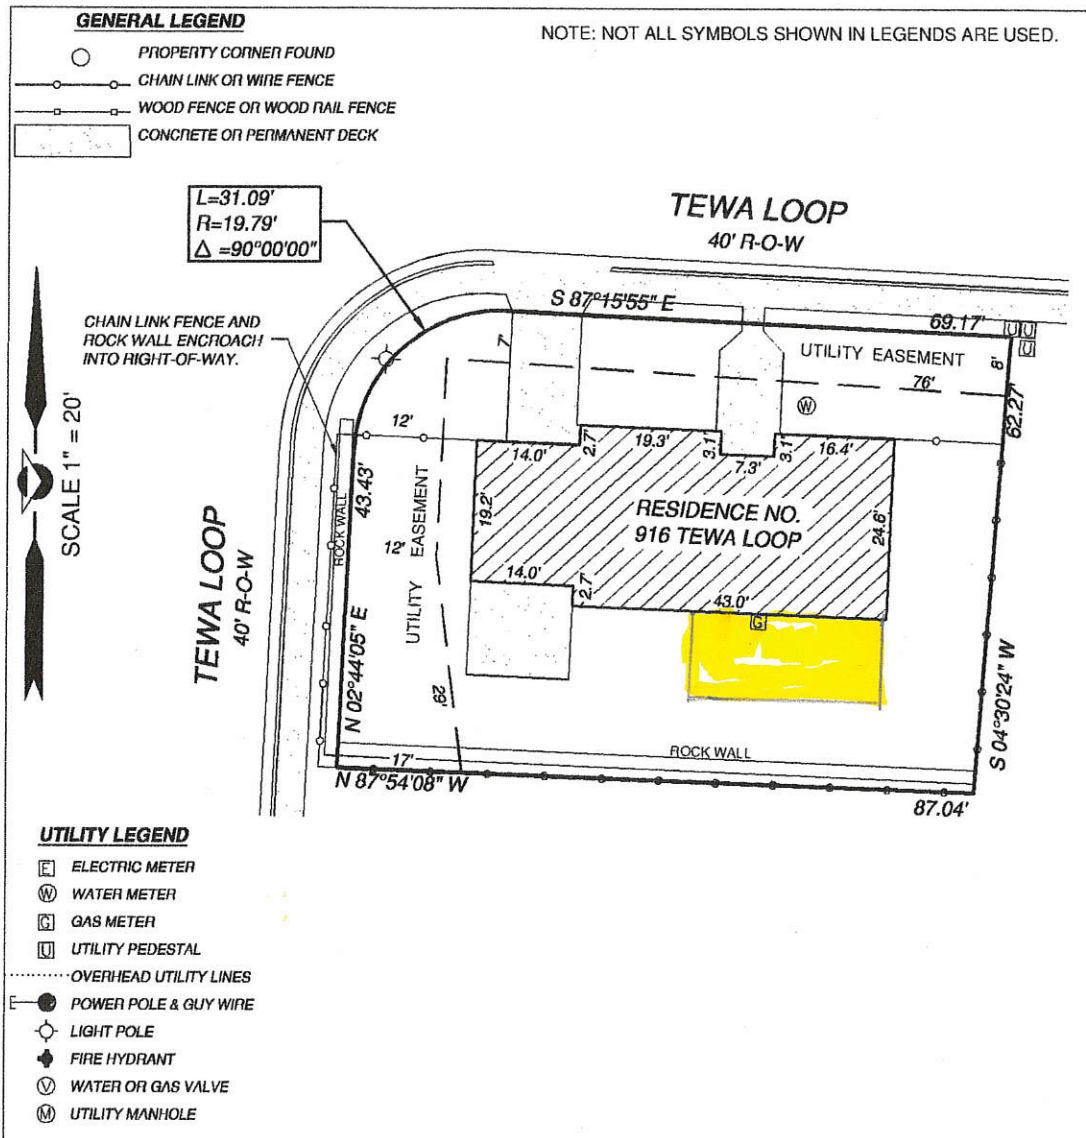 GENERAL LEGEND
PROPERTY CORNER FOUND
CHAIN LINK OR WIRE FENCE
WOOD FENCE OR WOOD RAIL FENCE
CONCRETE OR PERMANENT DECK
NOTE: NOT ALL SYMBOLS SHOWN IN LEGENDS ARE USED.
L=31.09'
R=19.79'
Δ =90°00'00"
TEWA LOOP
40' R-O-W
CHAIN LINK FENCE AND
ROCK WALL ENCROACH
INTO RIGHT-OF-WAY.
SCALE 1" = 20'
S 87°15'55" E
69.17'
U U
U
7'
UTILITY EASEMENT
8'
76'
W
62.27'
12'
14.0'
2.7'
19.3'
3.1'
7.3'
3.1'
16.4'
43.43'
ROCK WALL
12'
UTILITY EASEMENT
19.2'
RESIDENCE NO.
916 TEWA LOOP
24.6'
TEWA LOOP
40' R-O-W
14.0'
2.7'
43.0'
G
N 02°44'05" E
29'
S 04°30'24" W
ROCK WALL
17'
N 87°54'08" W
87.04'
UTILITY LEGEND
E ELECTRIC METER
W WATER METER
G GAS METER
U UTILITY PEDESTAL
OVERHEAD UTILITY LINES
POWER POLE & GUY WIRE
LIGHT POLE
FIRE HYDRANT
V WATER OR GAS VALVE
M UTILITY MANHOLE